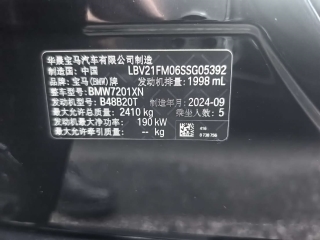 华晨宝马汽车有限公司制造
制造国：中国 LBV21FM06SSG05392
品牌：宝马(BMW)牌 发动机排量：1998 mL
整车型号：BMW7201XN
发动机型号：B48B20T 制造年月：2024-09
最大允许总质量：2410 kg 乘坐人数：5
发动机最大净功率：190 kW
最大允许牵引质量：-- kg